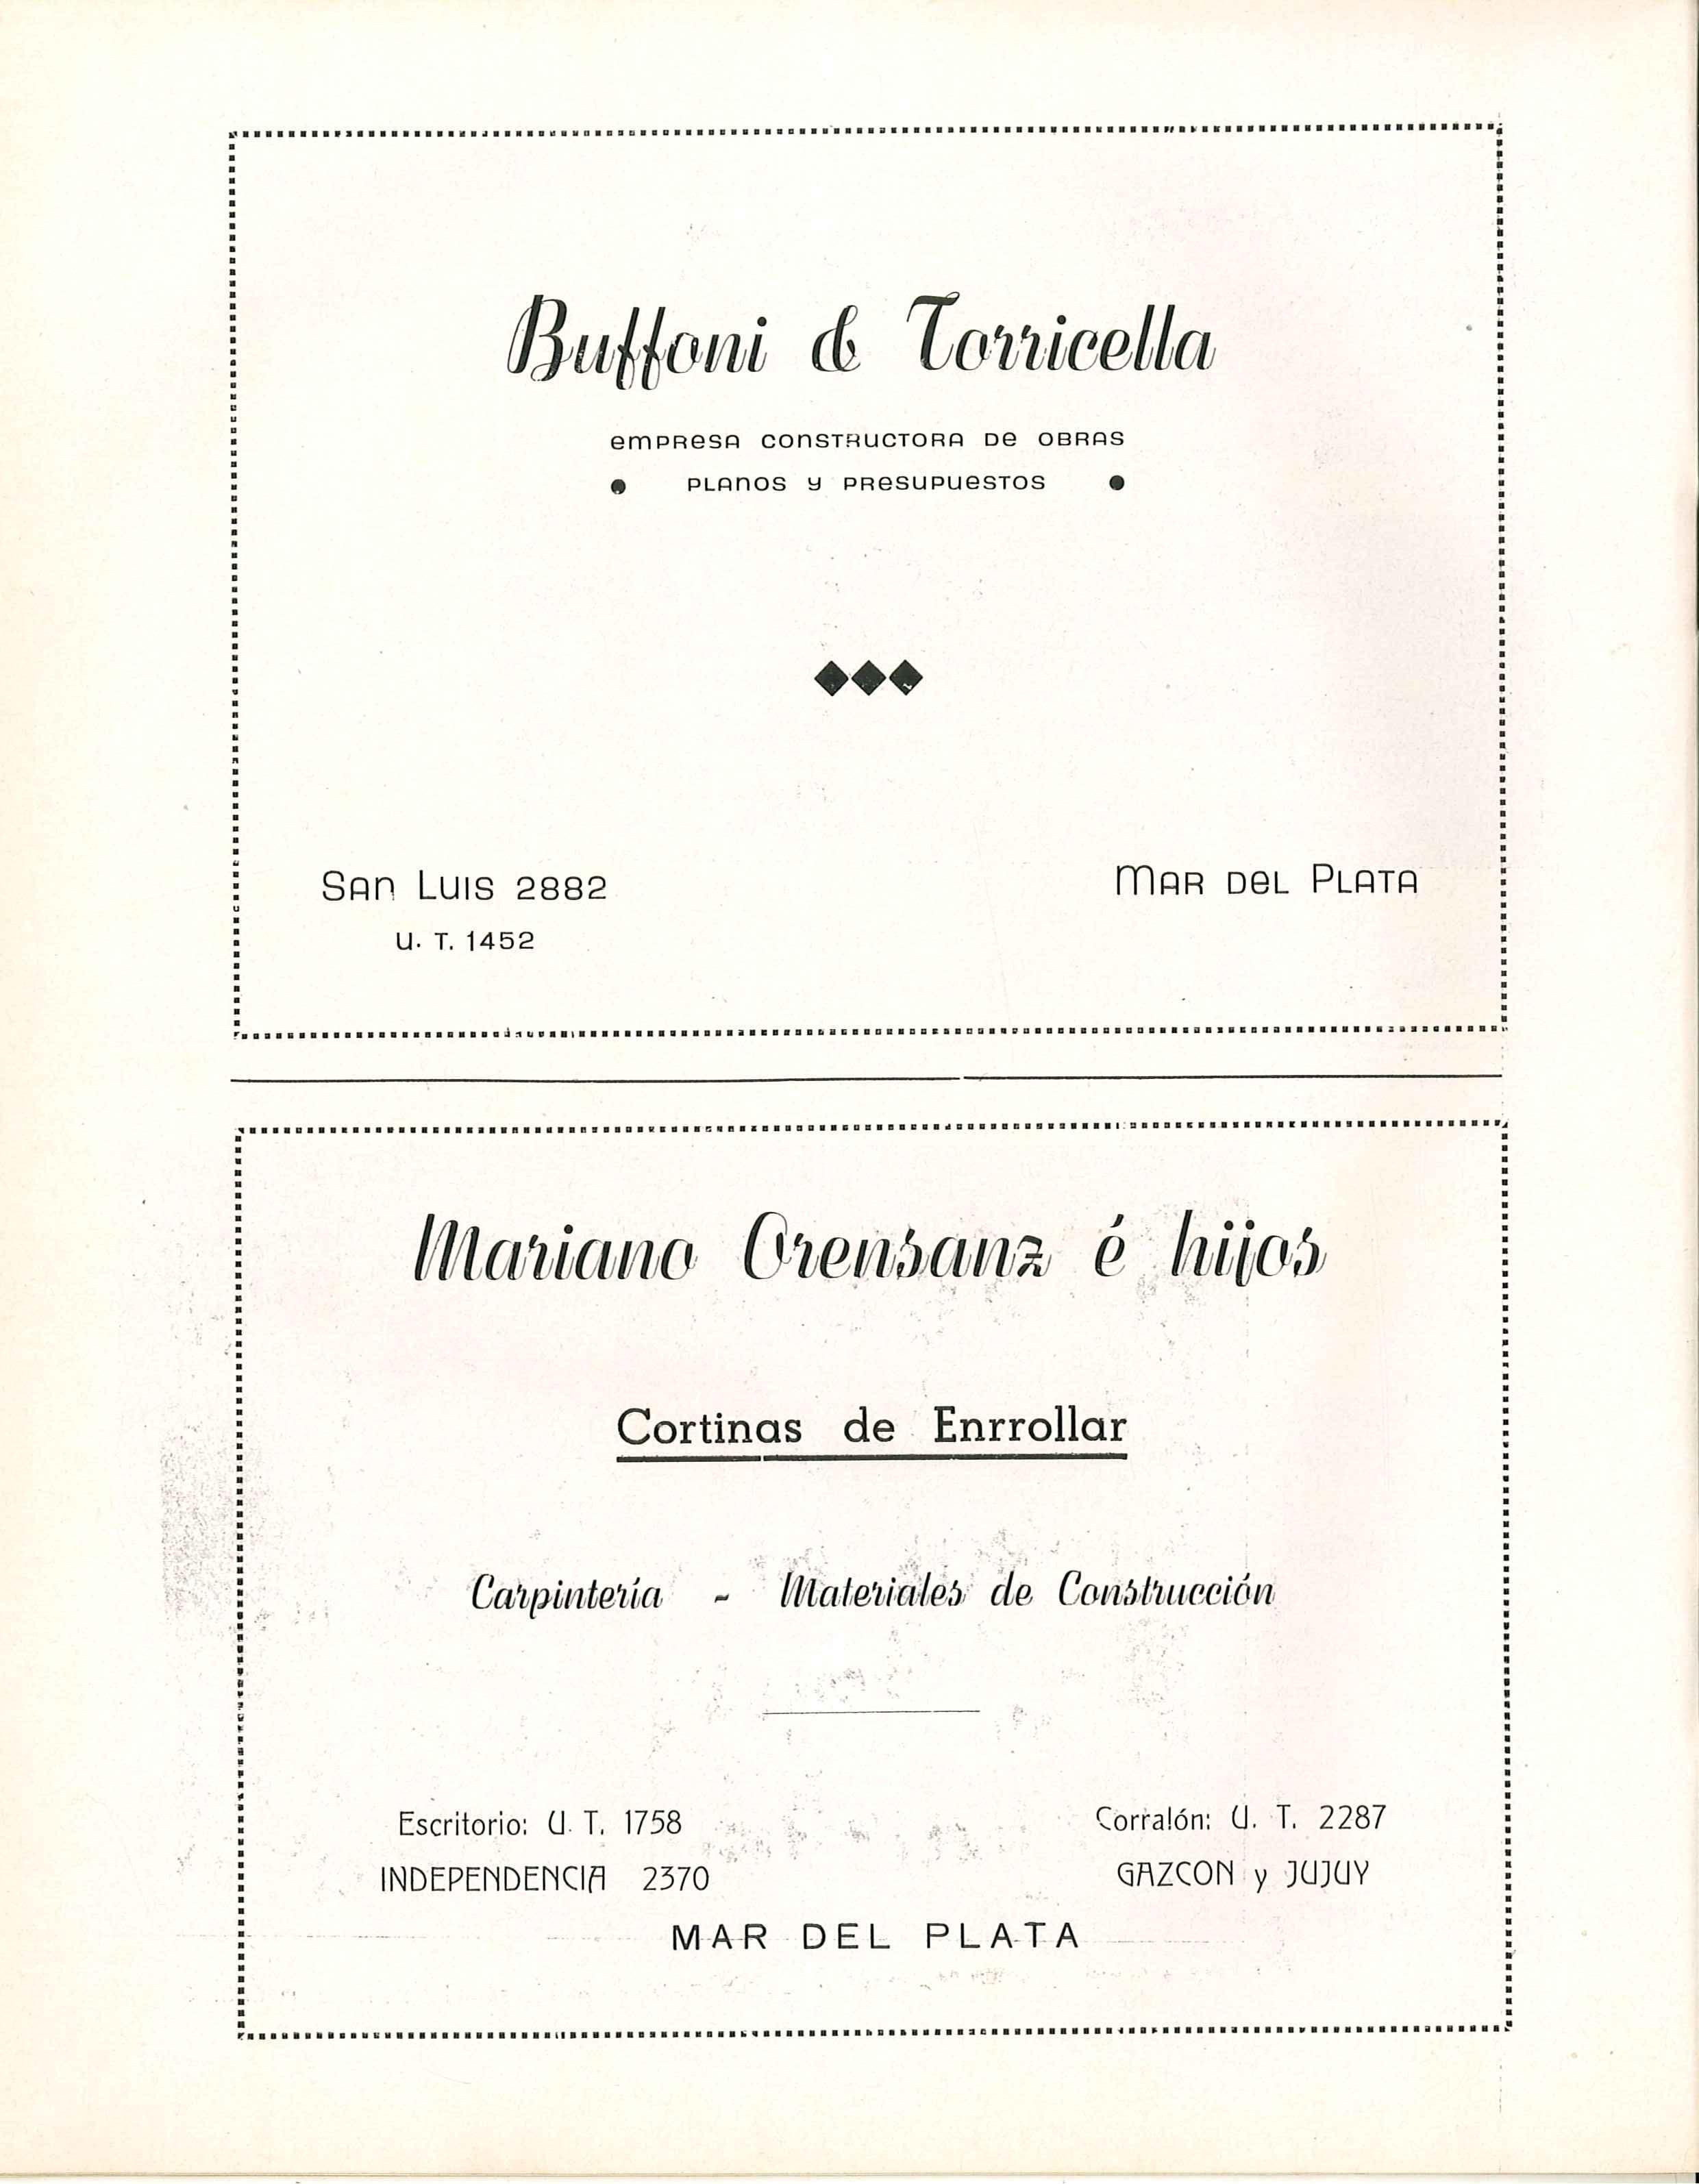 Buffoni & Torricella
EMPRESA CONSTRUCTORA DE OBRAS
● PLANOS Y PRESUPUESTOS ●
San Luis 2882
U. T. 1452
Mar del Plata
Mariano Orensanz é hijos
Cortinas de Enrrollar
Carpintería - Materiales de Construcción
Escritorio: U. T. 1758
INDEPENDENCIA 2370
Corralón: U. T. 2287
GAZCON y JUJUY
MAR DEL PLATA